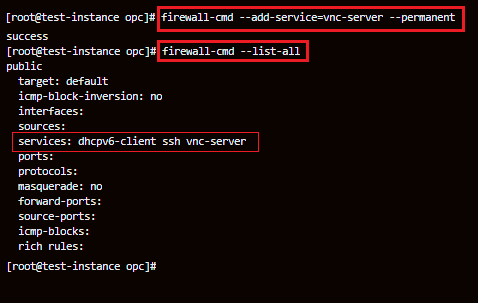 [root@test-instance opc]# firewall-cmd --add-service=vnc-server --permanent
success
[root@test-instance opc]# firewall-cmd --list-all
public
  target: default
  icmp-block-inversion: no
  interfaces:
  sources:
  services: dhcpv6-client ssh vnc-server
  ports:
  protocols:
  masquerade: no
  forward-ports:
  source-ports:
  icmp-blocks:
  rich rules:
[root@test-instance opc]#